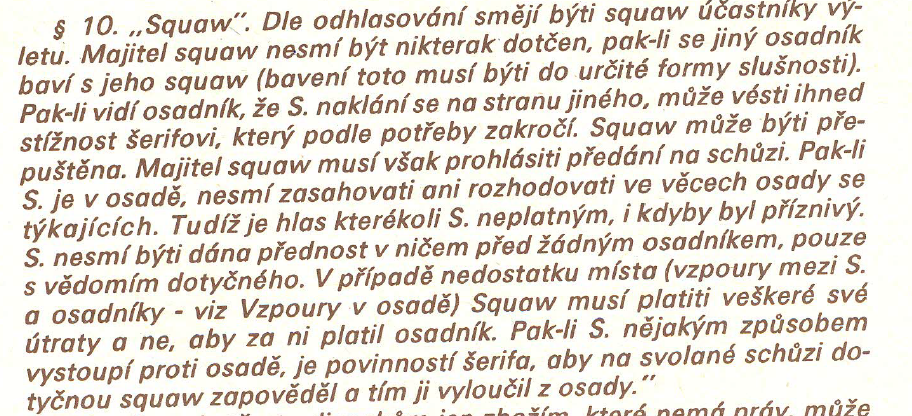 § 10. „Squaw”. Dle odhlasování smějí býti squaw účastníky vý-
letu. Majitel squaw nesmí být nikterak dotčen, pak-li se jiný osadník
baví s jeho squaw (bavení toto musí býti do určité formy slušnosti).
Pak-li vidí osadník, že S. naklání se na stranu jiného, může vésti ihned
stížnost šerifovi, který podle potřeby zakročí. Squaw může býti pře-
puštěna. Majitel squaw musí však prohlásiti předání na schůzi. Pak-li
S. je v osadě, nesmí zasahovati ani rozhodovati ve věcech osady se
týkajících. Tudíž je hlas kterékoli S. neplatným, i kdyby byl příznivý.
S. nesmí býti dána přednost v ničem před žádným osadníkem, pouze
s vědomím dotyčného. V případě nedostatku místa (vzpoury mezi S.
a osadníky - viz Vzpoury v osadě) Squaw musí platiti veškeré své
útraty a ne, aby za ni platil osadník. Pak-li S. nějakým způsobem
vystoupí proti osadě, je povinností šerifa, aby na svolané schůzi do-
tyčnou squaw zapověděl a tím ji vyloučil z osady.”
zbožím, které nemá práv, může